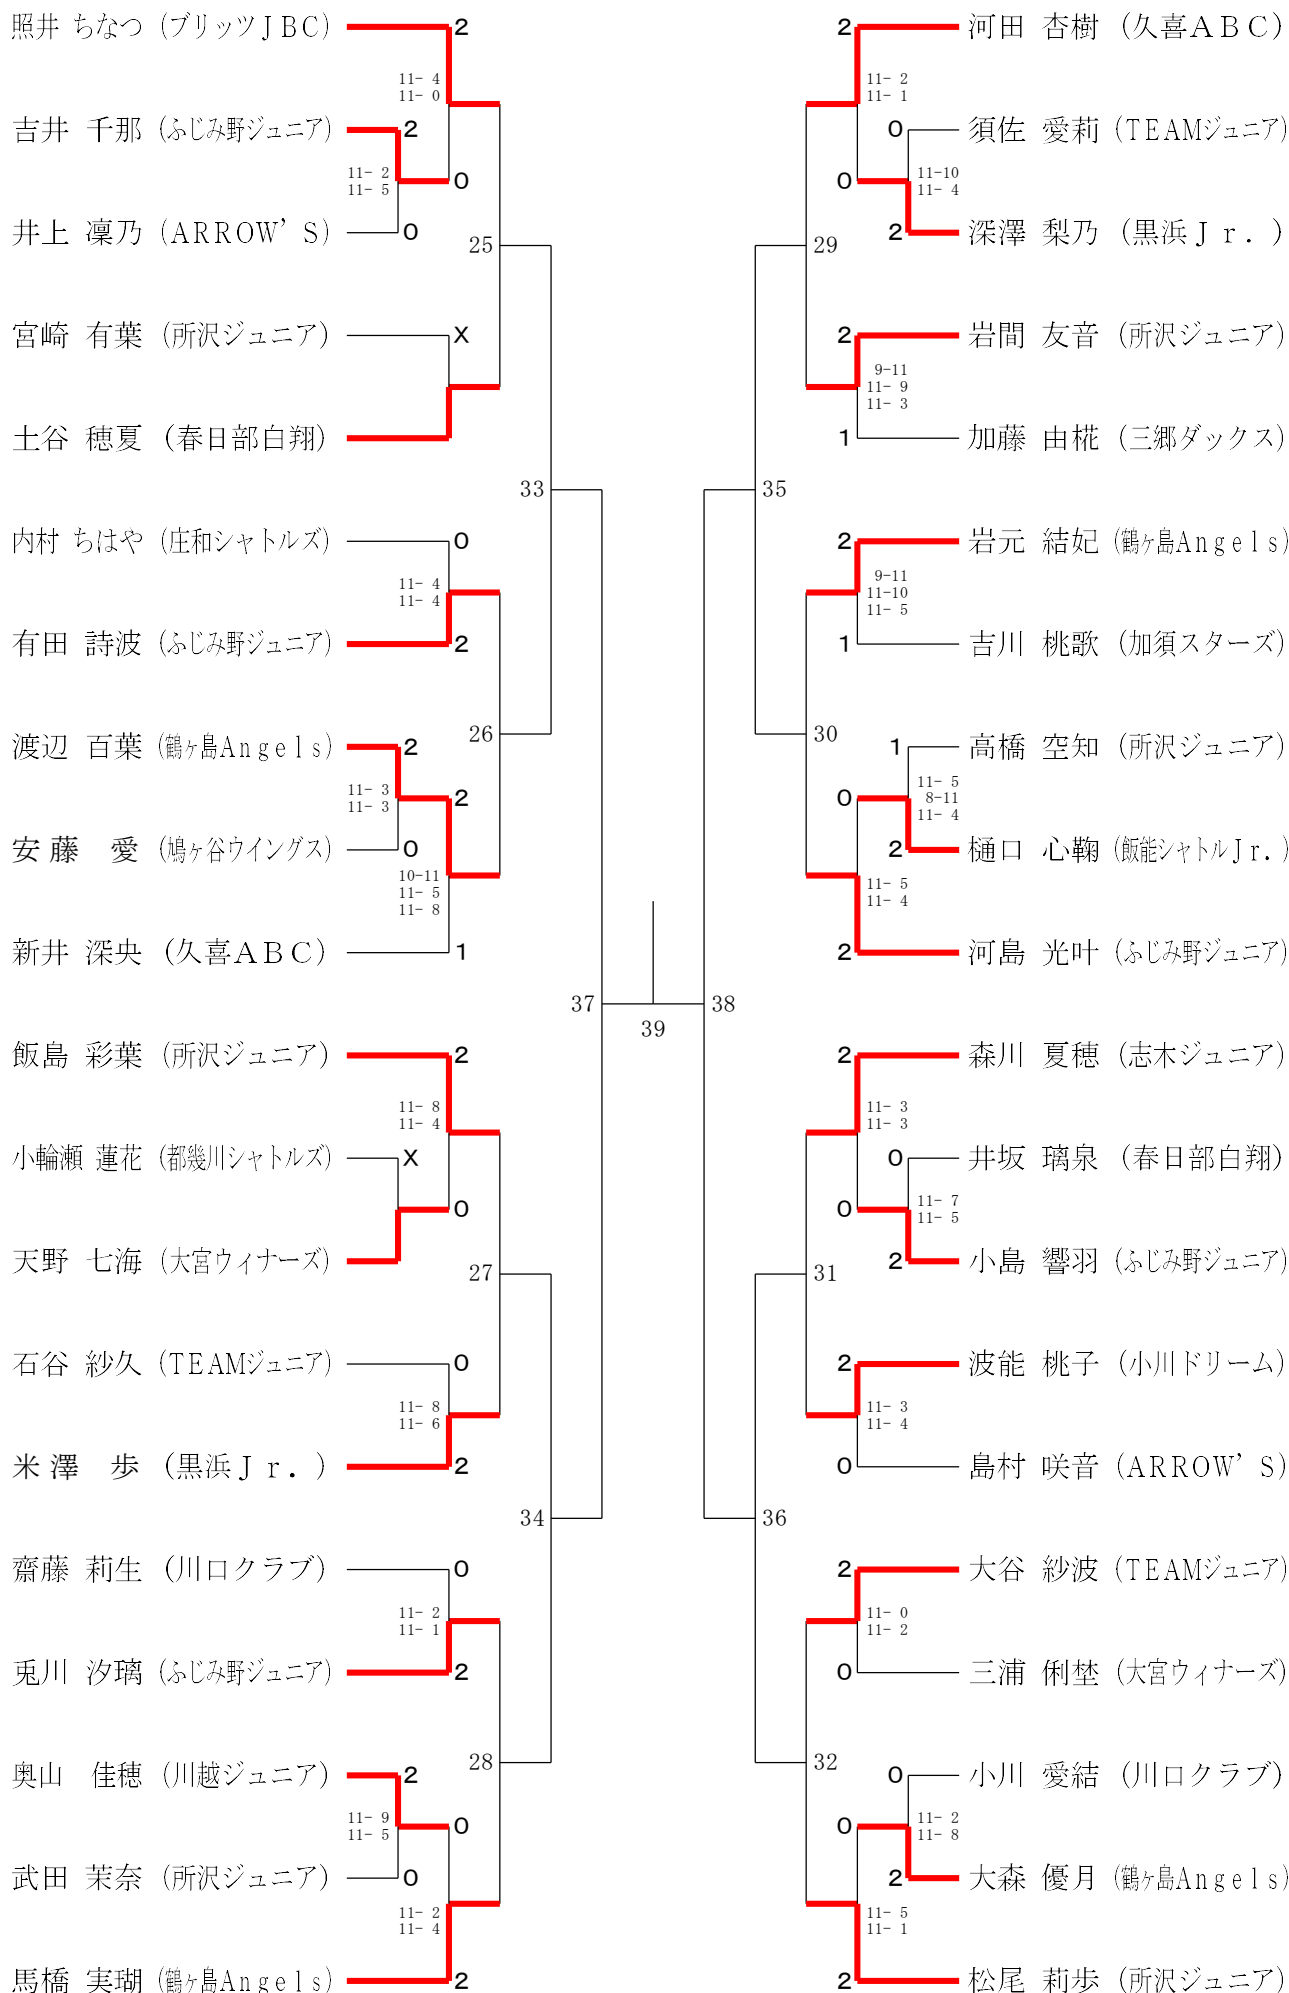 照井 ちなつ (ブリッツＪＢＣ) 2
11- 4
11- 0
吉井 千那 (ふじみ野ジュニア) 2
11- 2
11- 5
0
井上 凜乃 (ARROW'S) 0
25
宮崎 有葉 (所沢ジュニア) X
土谷 穂夏 (春日部白翔)
33
内村 ちはや (庄和シャトルズ) 0
11- 4
11- 4
有田 詩波 (ふじみ野ジュニア) 2
26
渡辺 百葉 (鶴ヶ島Angels) 2
11- 3
11- 3
2
安藤 愛 (鳩ヶ谷ウイングス) 0
10-11
11- 5
11- 8
新井 深央 (久喜ＡＢＣ) 1
37
39
飯島 彩葉 (所沢ジュニア) 2
11- 8
11- 4
小輪瀬 蓮花 (都幾川シャトルズ) X
0
天野 七海 (大宮ウィナーズ)
27
石谷 紗久 (TEAMジュニア) 0
11- 8
11- 6
米澤 歩 (黒浜Ｊｒ．) 2
34
齋藤 莉生 (川口クラブ) 0
11- 2
11- 1
兎川 汐璃 (ふじみ野ジュニア) 2
28
奥山 佳穂 (川越ジュニア) 2
11- 9
11- 5
0
武田 茉奈 (所沢ジュニア) 0
11- 2
11- 4
馬橋 実瑚 (鶴ヶ島Angels) 2
2 河田 杏樹 (久喜ＡＢＣ)
11- 2
11- 1
0 須佐 愛莉 (TEAMジュニア)
11-10
11- 4
0
2 深澤 梨乃 (黒浜Ｊｒ．)
29
2 岩間 友音 (所沢ジュニア)
9-11
11- 9
11- 3
1 加藤 由椛 (三郷ダックス)
35
2 岩元 結妃 (鶴ヶ島Angels)
9-11
11-10
11- 5
1 吉川 桃歌 (加須スターズ)
30
1 高橋 空知 (所沢ジュニア)
11- 5
8-11
11- 4
0
2 樋口 心鞠 (飯能シャトルJr.)
11- 5
11- 4
2 河島 光叶 (ふじみ野ジュニア)
38
2 森川 夏穂 (志木ジュニア)
11- 3
11- 3
0 井坂 璃泉 (春日部白翔)
11- 7
11- 5
0
2 小島 響羽 (ふじみ野ジュニア)
31
2 波能 桃子 (小川ドリーム)
11- 3
11- 4
0 島村 咲音 (ARROW'S)
36
2 大谷 紗波 (TEAMジュニア)
11- 0
11- 2
0 三浦 俐埜 (大宮ウィナーズ)
32
0 小川 愛結 (川口クラブ)
11- 2
11- 8
0
2 大森 優月 (鶴ヶ島Angels)
11- 5
11- 1
2 松尾 莉歩 (所沢ジュニア)